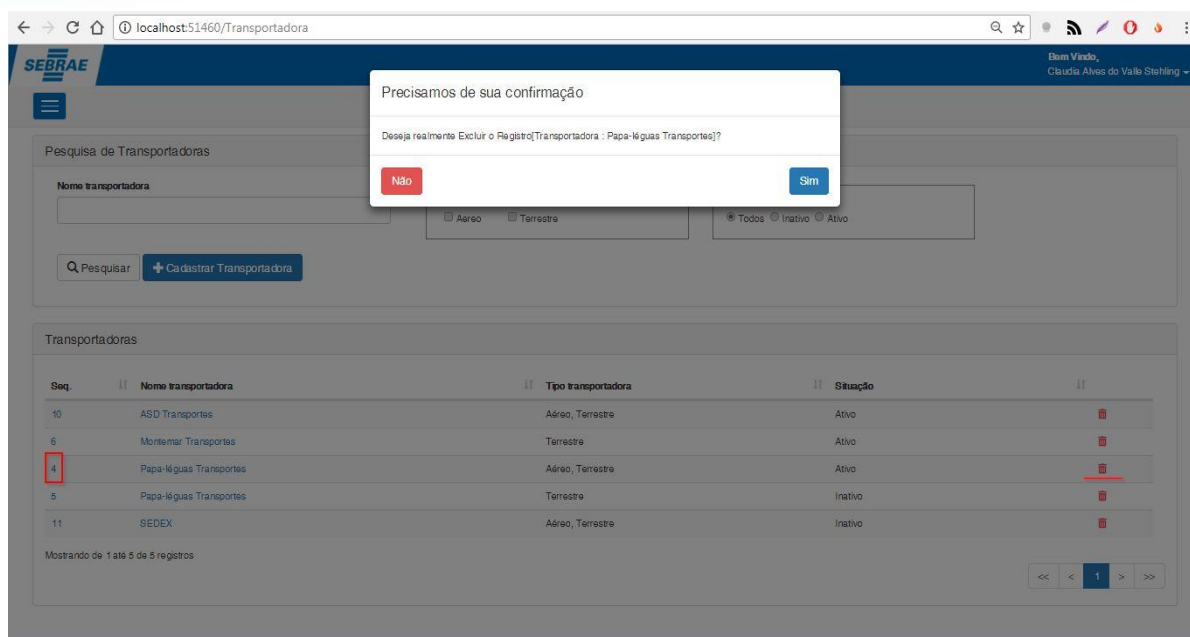 localhost:51460/Transportadora
SEBRAE
Bem Vindo,
Claudia Alves do Valle Stehling
Precisamos de sua confirmação
Deseja realmente Excluir o Registro[Transportadora : Papa-léguas Transportes]?
Não
Sim
Pesquisa de Transportadoras
Nome transportadora
Aereo Terrestre
Todos Inativo Ativo
Pesquisar
Cadastrar Transportadora
Transportadoras
Seq. Nome transportadora Tipo transportadora Situação
10 ASD Transportes Aéreo, Terrestre Ativo
6 Montemar Transportes Terrestre Ativo
4 Papa-léguas Transportes Aéreo, Terrestre Ativo
5 Papa-léguas Transportes Terrestre Inativo
11 SEDEX Aéreo, Terrestre Inativo
Mostrando de 1 até 5 de 5 registros
<< < 1 > >>